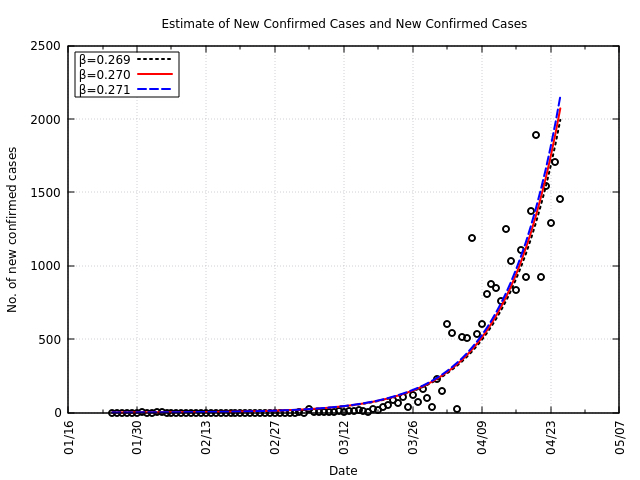 Estimate of New Confirmed Cases and New Confirmed Cases
2500
2000
1500
1000
500
0
No. of new confirmed cases
β=0.269
β=0.270
β=0.271
01/16
01/30
02/13
02/27
03/12
03/26
04/09
04/23
05/07
Date